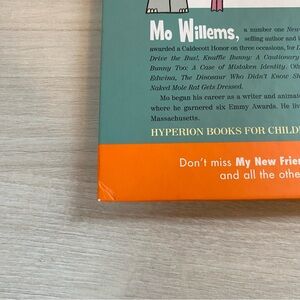 Mo Willems, a number one New
selling author and
awarded a Caldecott Honor on three occasions, for
Drive the Bus!, Knuffle Bunny: A Cautionary
Bunny Too: A Case of Mistaken Identity. Oth
Edwina, The Dinosaur Who Didn't Know Sh
Naked Mole Rat Gets Dressed.
Mo began his career as a writer and animato
where he garnered six Emmy Awards. He liv
Massachusetts.
HYPERION BOOKS FOR CHILD
Don't miss My New Frien
and all the othe